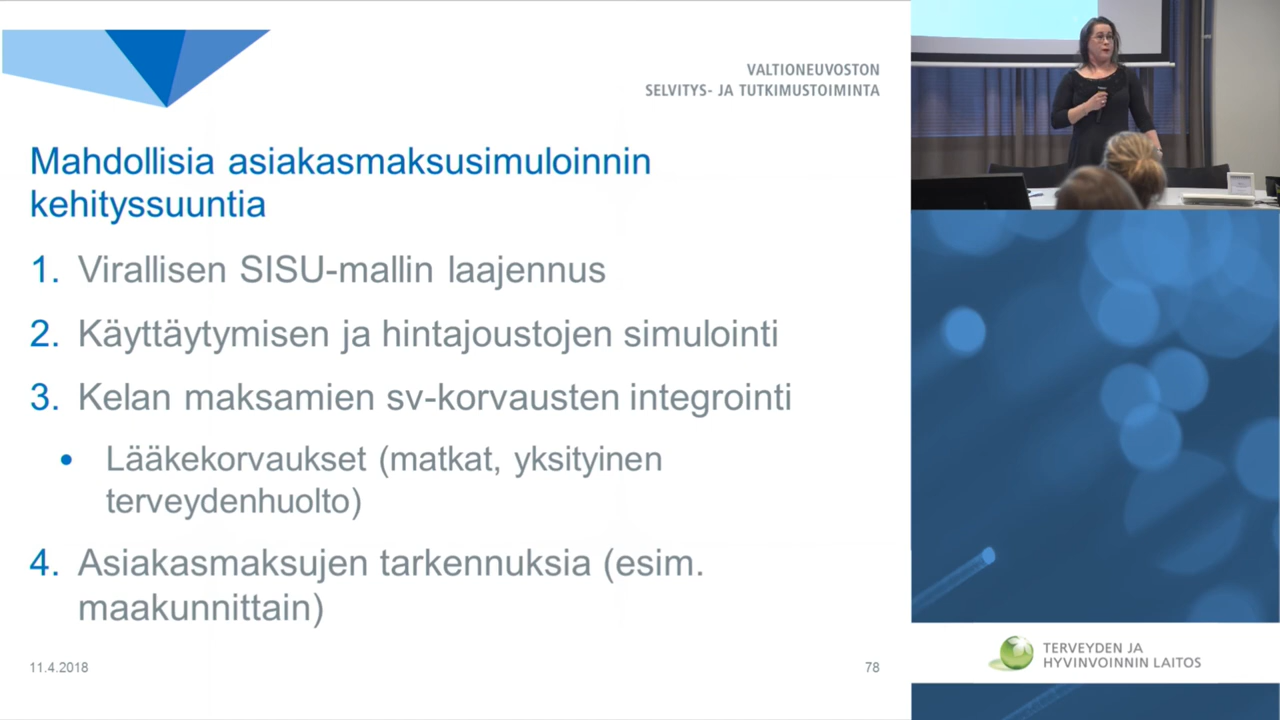 VALTIONEUVOSTON
SELVITYS- JA TUTKIMUSTOIMINTA
Mahdollisia asiakasmaksusimuloinnin
kehityssuuntia
1. Virallisen SISU-mallin laajennus
2. Käyttäytymisen ja hintajoustojen simulointi
3. Kelan maksamien sv-korvausten integrointi
• Lääkekorvaukset (matkat, yksityinen
terveydenhuolto)
4. Asiakasmaksujen tarkennuksia (esim.
maakunnittain)
11.4.2018
78
TERVEYDEN JA
HYVINVOINNIN LAITOS